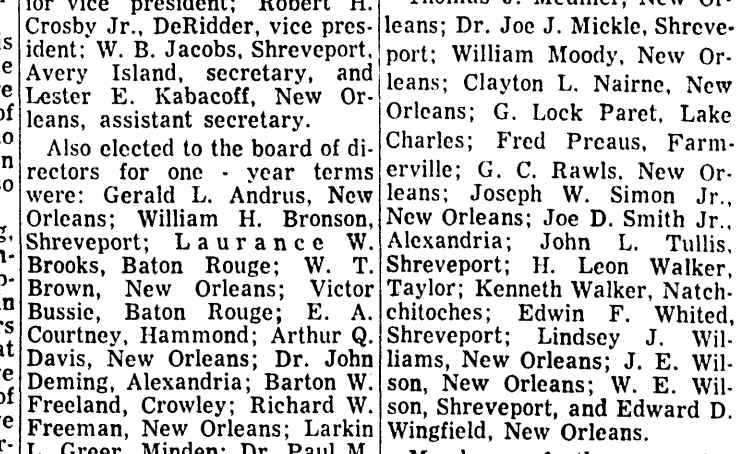 ior vice president; Robert H.
Crosby Jr., DeRidder, vice pres-
ident; W. B. Jacobs, Shreveport,
Avery Island, secretary, and
Lester E. Kabacoff, New Or-
leans, assistant secretary.
Also elected to the board of di-
rectors for one - year terms
were: Gerald L. Andrus, New
Orleans; William H. Bronson,
Shreveport; Laurance W.
Brooks, Baton Rouge; W. T.
Brown, New Orleans; Victor
Bussie, Baton Rouge; E. A.
Courtney, Hammond; Arthur Q.
Davis, New Orleans; Dr. John
Deming, Alexandria; Barton W.
Freeland, Crowley; Richard W.
Freeman, New Orleans; Larkin
L. Greer, Minden; Dr. Paul M.
Thomas J. Meunier, New Or-
leans; Dr. Joe J. Mickle, Shreve-
port; William Moody, New Or-
leans; Clayton L. Nairne, New
Orleans; G. Lock Paret, Lake
Charles; Fred Preaus, Farm-
erville; G. C. Rawls, New Or-
leans; Joseph W. Simon Jr.,
New Orleans; Joe D. Smith Jr.,
Alexandria; John L. Tullis,
Shreveport; H. Leon Walker,
Taylor; Kenneth Walker, Natch-
chitoches; Edwin F. Whited,
Shreveport; Lindsey J. Wil-
liams, New Orleans; J. E. Wil-
son, New Orleans; W. E. Wil-
son, Shreveport, and Edward D.
Wingfield, New Orleans.